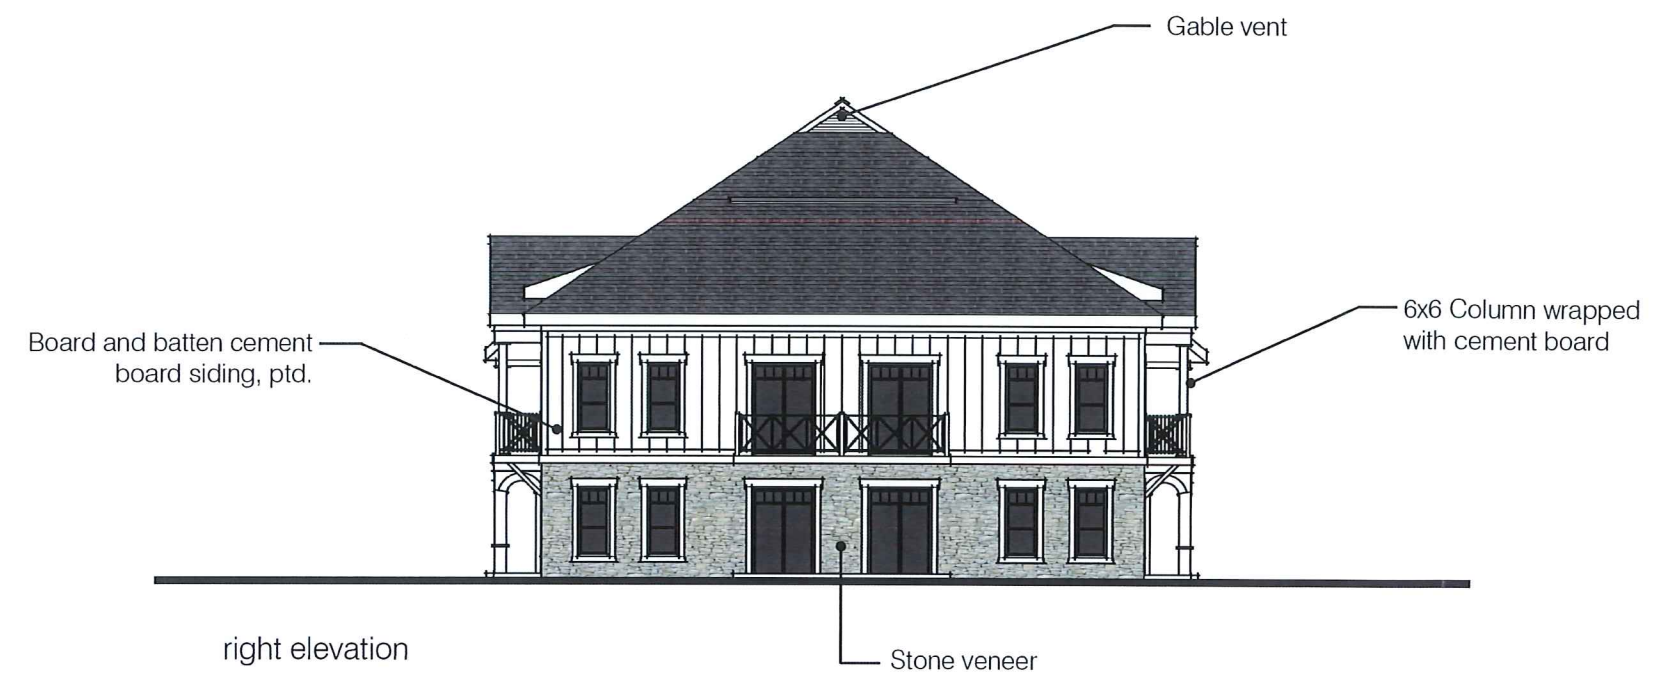 Gable vent
Board and batten cement
board siding, ptd.
6x6 Column wrapped
with cement board
right elevation
Stone veneer